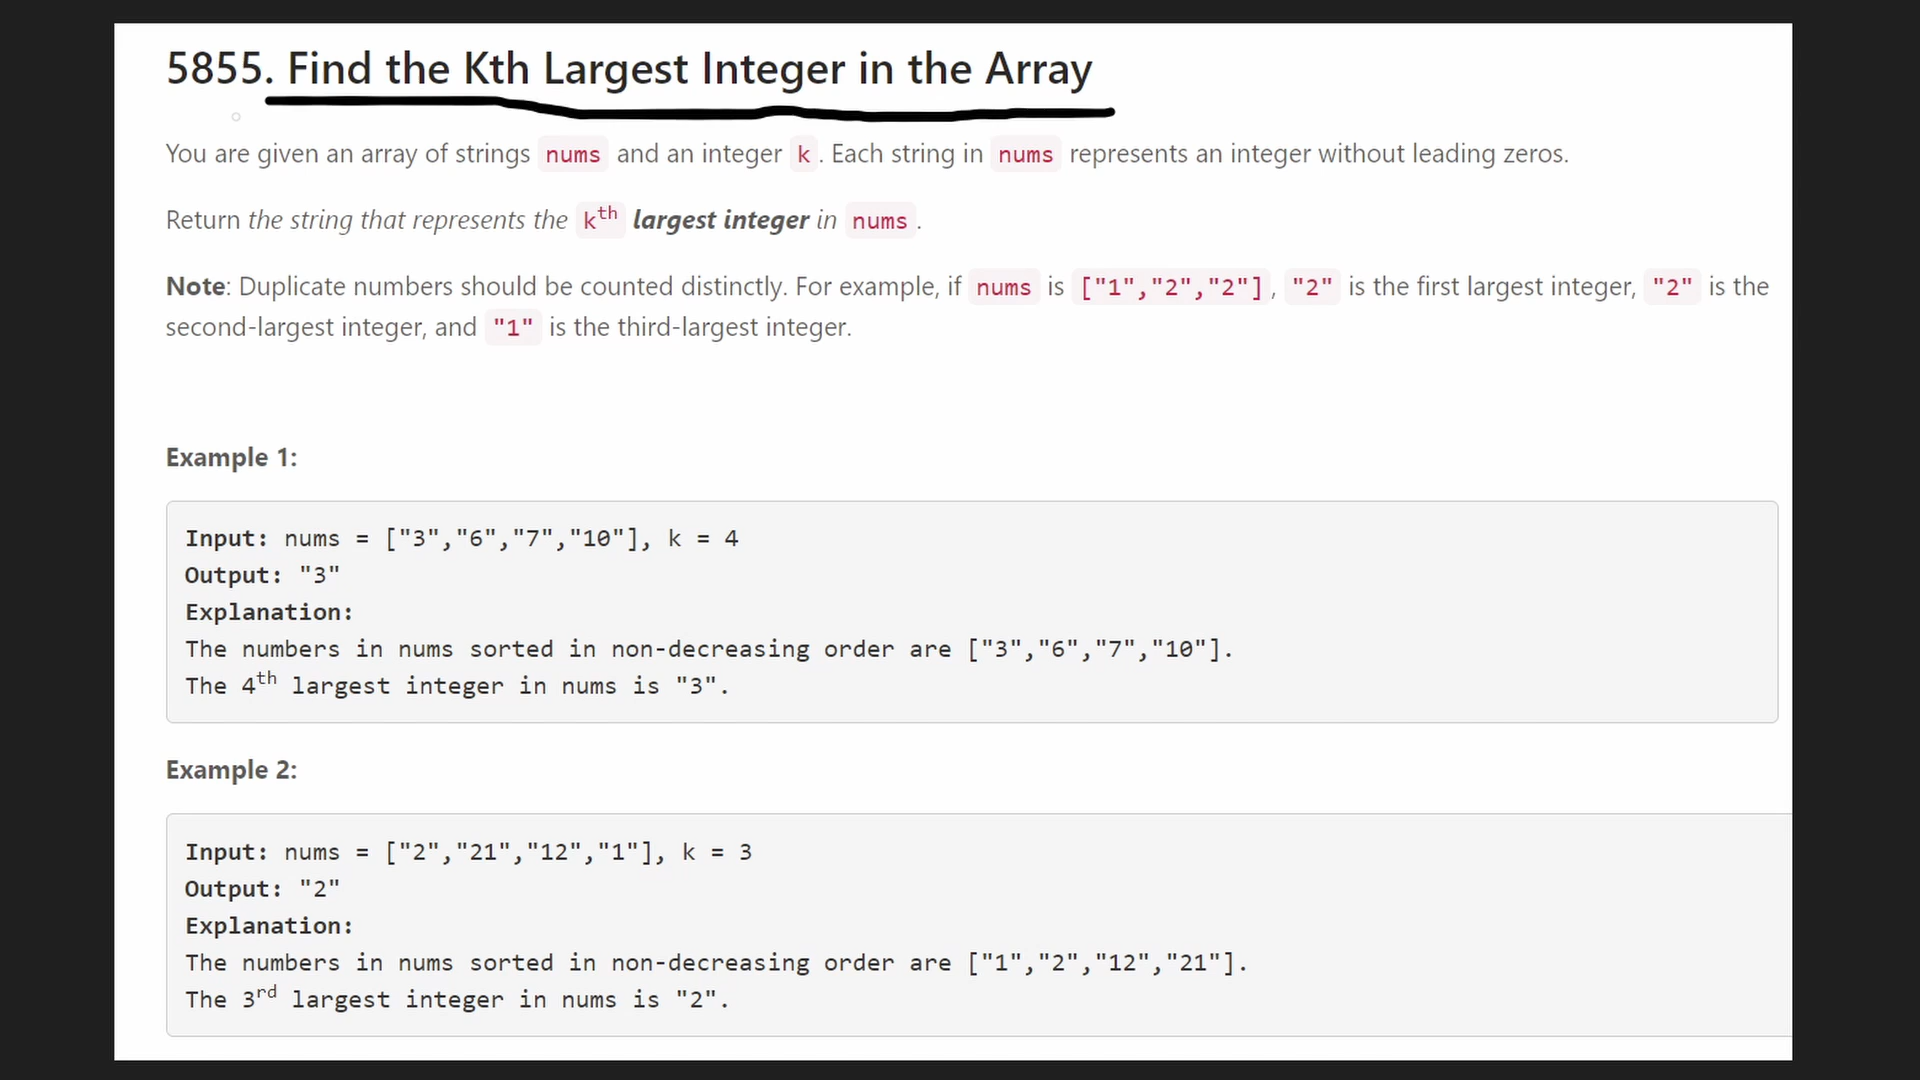 5855. Find the Kth Largest Integer in the Array
You are given an array of strings nums and an integer k. Each string in nums represents an integer without leading zeros.
Return the string that represents the kth largest integer in nums.
Note: Duplicate numbers should be counted distinctly. For example, if nums is ["1","2","2"], "2" is the first largest integer, "2" is the
second-largest integer, and "1" is the third-largest integer.
Example 1:
Input: nums = ["3","6","7","10"], k = 4
Output: "3"
Explanation:
The numbers in nums sorted in non-decreasing order are ["3","6","7","10"].
The 4th largest integer in nums is "3".
Example 2:
Input: nums = ["2","21","12","1"], k = 3
Output: "2"
Explanation:
The numbers in nums sorted in non-decreasing order are ["1","2","12","21"].
The 3rd largest integer in nums is "2".